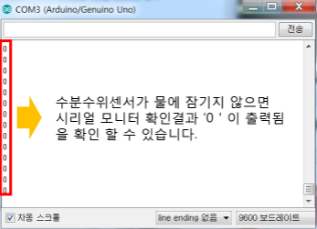 COM3 (Arduino/Genuino Uno)
전송
0
0
0
0
0
0
0
0
0
0
0
0
0
0
수분수위센서가 물에 잠기지 않으면
시리얼 모니터 확인결과 '0 ' 이 출력됨
을 확인 할 수 있습니다.
자동 스크롤
line ending 없음
9600 보드레이트